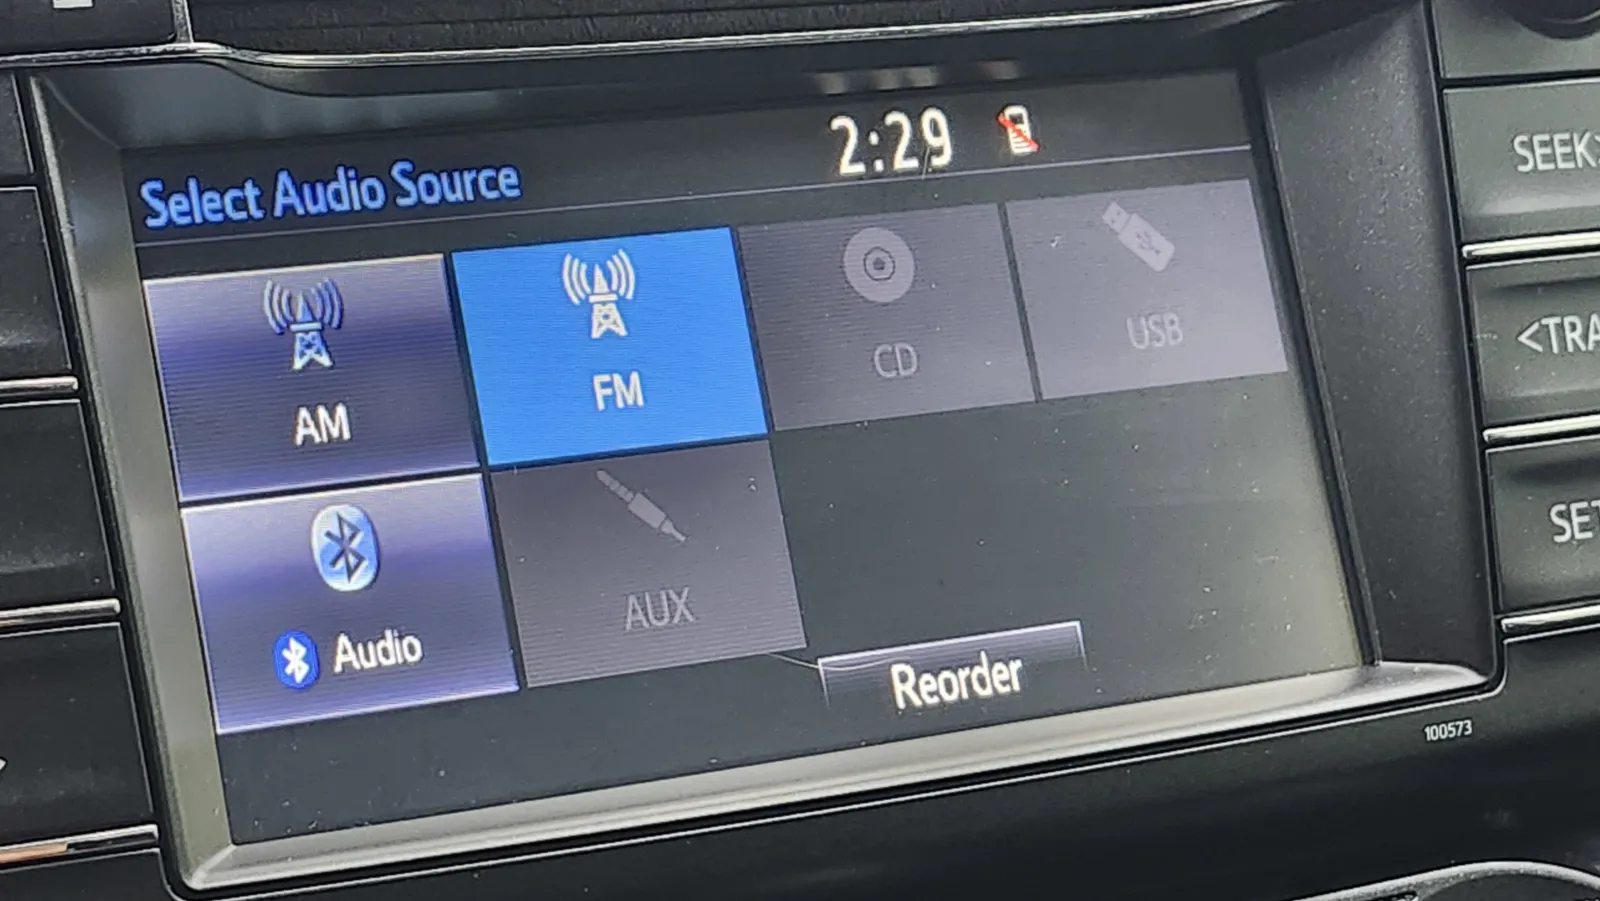 2:29
Select Audio Source
AM
FM
CD
USB
Audio
AUX
Reorder
SEEK>
<TRA
SET
100573